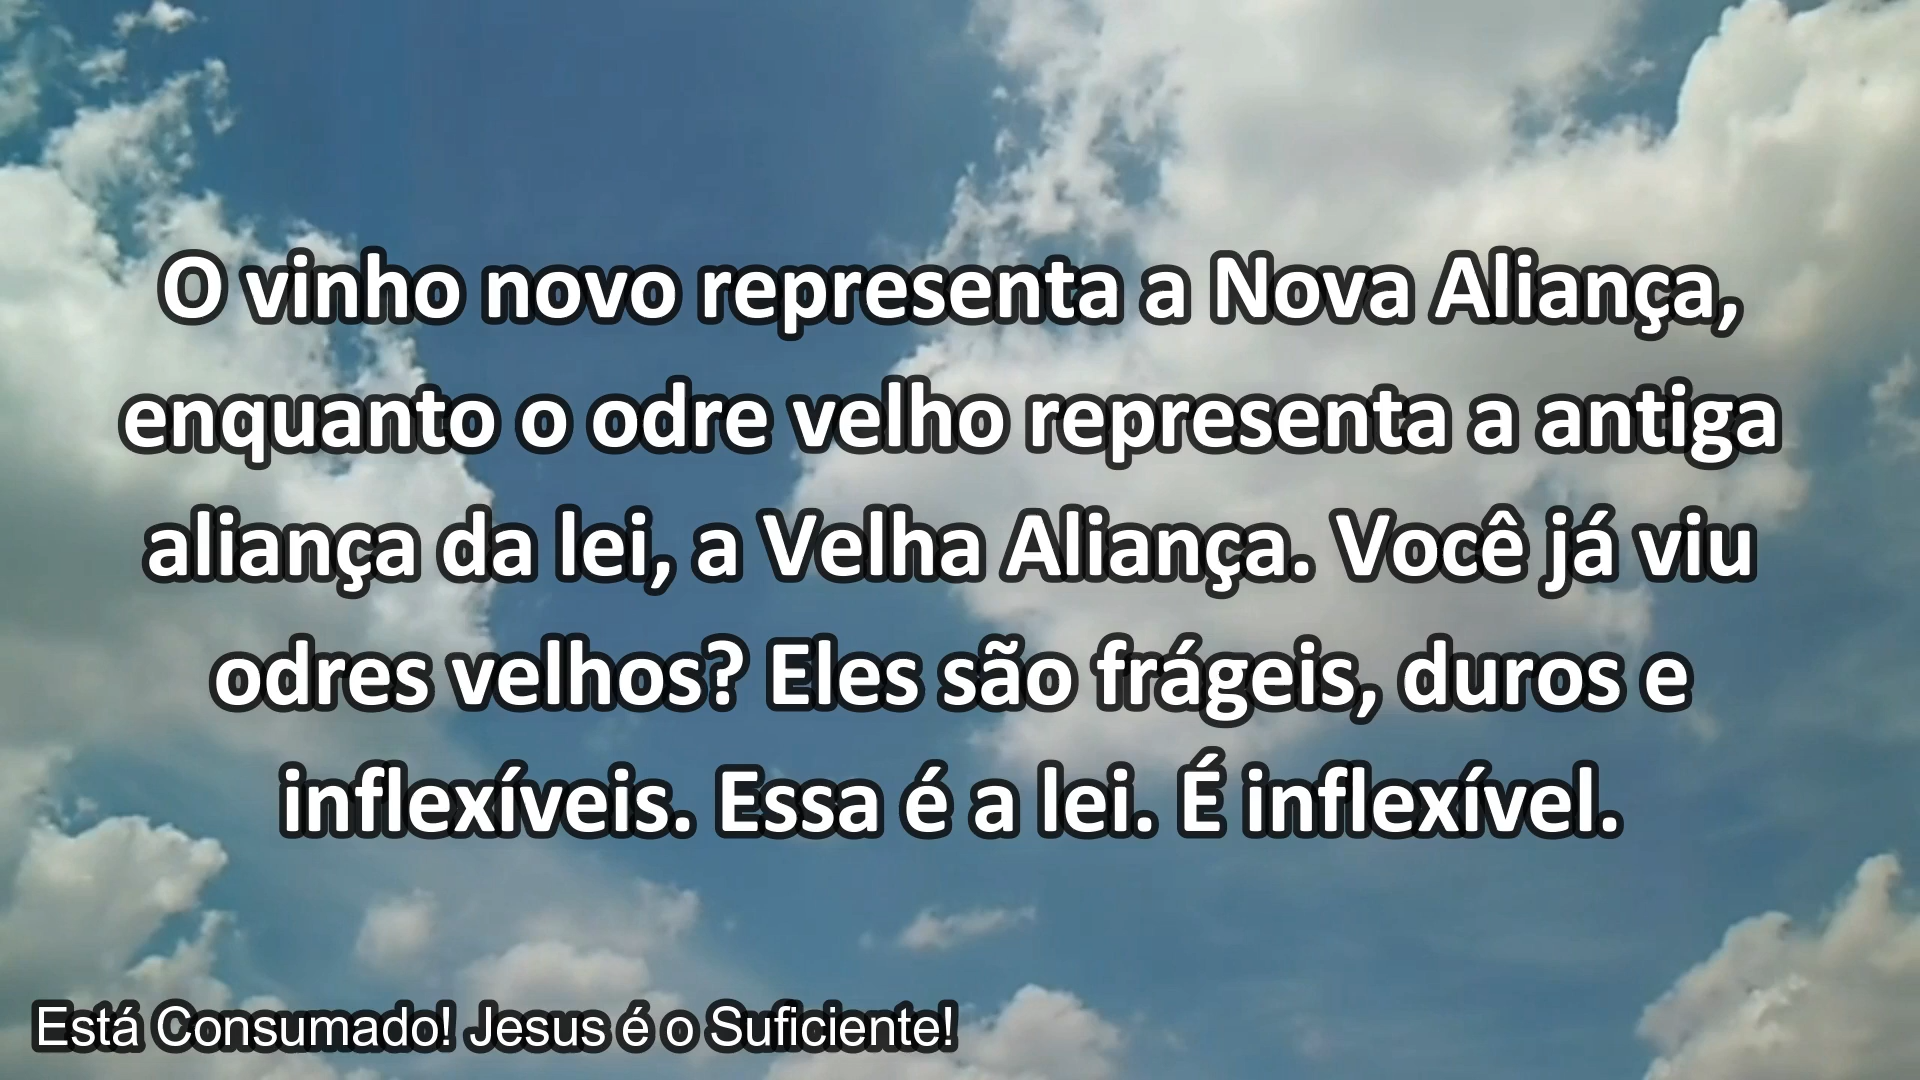 O vinho novo representa a Nova Aliança,
enquanto o odre velho representa a antiga
aliança da lei, a Velha Aliança. Você já viu
odres velhos? Eles são frágeis, duros e
inflexíveis. Essa é a lei. É inflexível.
Está Consumado! Jesus é o Suficiente!